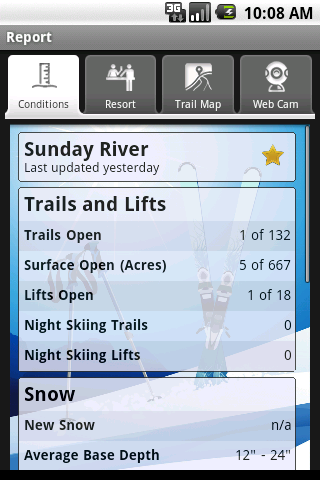 3G
10:08 AM
Report
Conditions
Resort
Trail Map
Web Cam
Sunday River
Last updated yesterday
Trails and Lifts
Trails Open 1 of 132
Surface Open (Acres) 5 of 667
Lifts Open 1 of 18
Night Skiing Trails 0
Night Skiing Lifts 0
Snow
New Snow n/a
Average Base Depth 12" - 24"